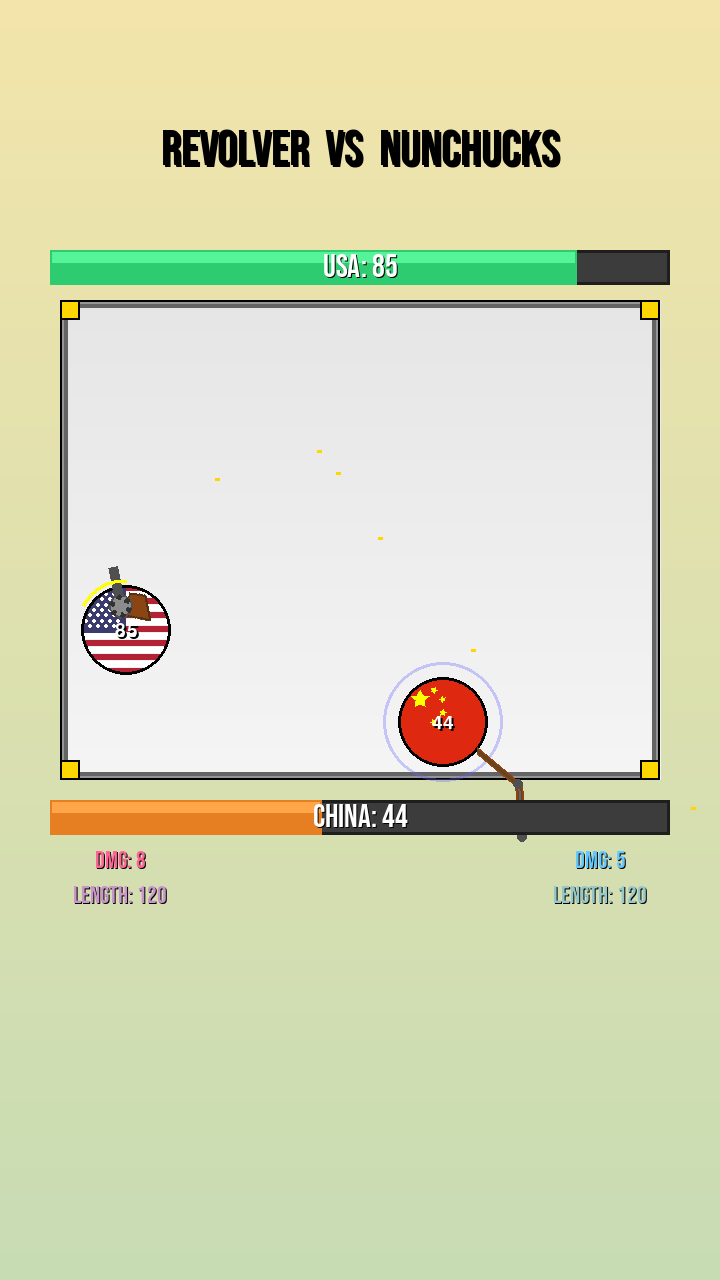 REVOLVER VS NUNCHUCKS
USA: 85
85
44
CHINA: 44
DMG: 8
DMG: 5
LENGTH: 120
LENGTH: 120